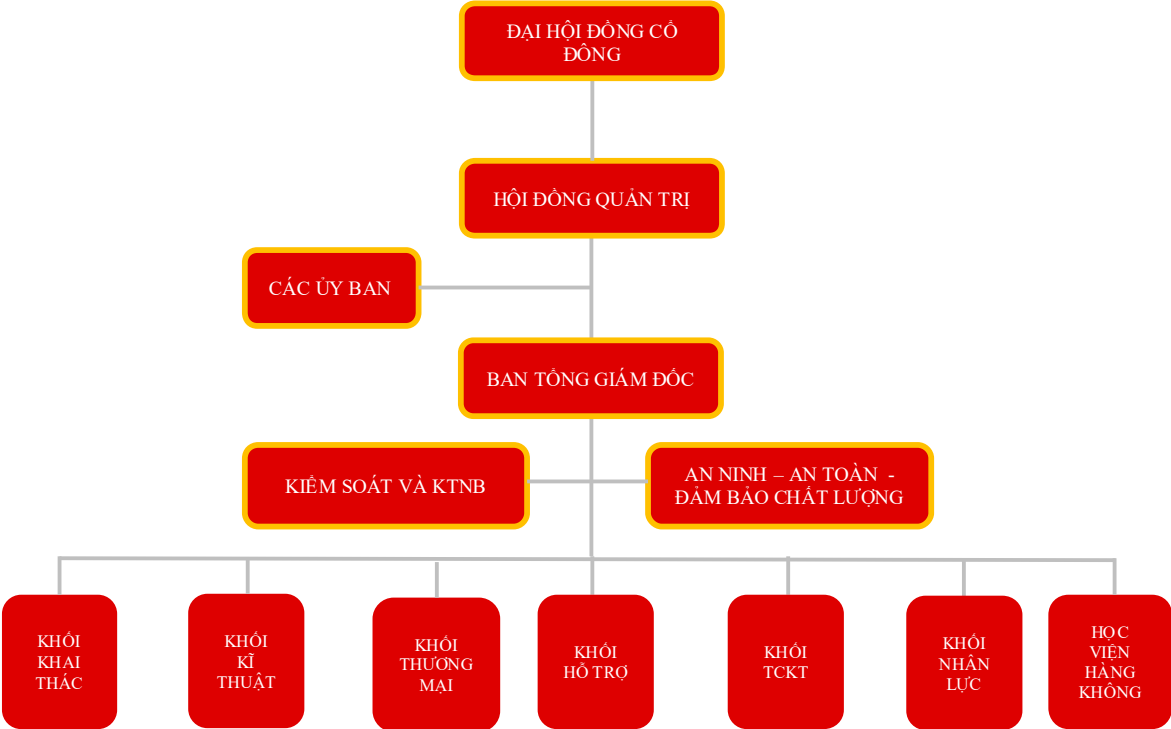 ĐẠI HỘI ĐỒNG CỔ
ĐÔNG
HỘI ĐỒNG QUẢN TRỊ
CÁC ỦY BAN
BAN TỔNG GIÁM ĐỐC
KIỂM SOÁT VÀ KTNB
AN NINH – AN TOÀN -
ĐẢM BẢO CHẤT LƯỢNG
KHỐI
KHAI
THÁC
KHỐI
KĨ
THUẬT
KHỐI
THƯƠNG
MẠI
KHỐI
HỖ TRỢ
KHỐI
TCKT
KHỐI
NHÂN
LỰC
HỌC
VIỆN
HÀNG
KHÔNG